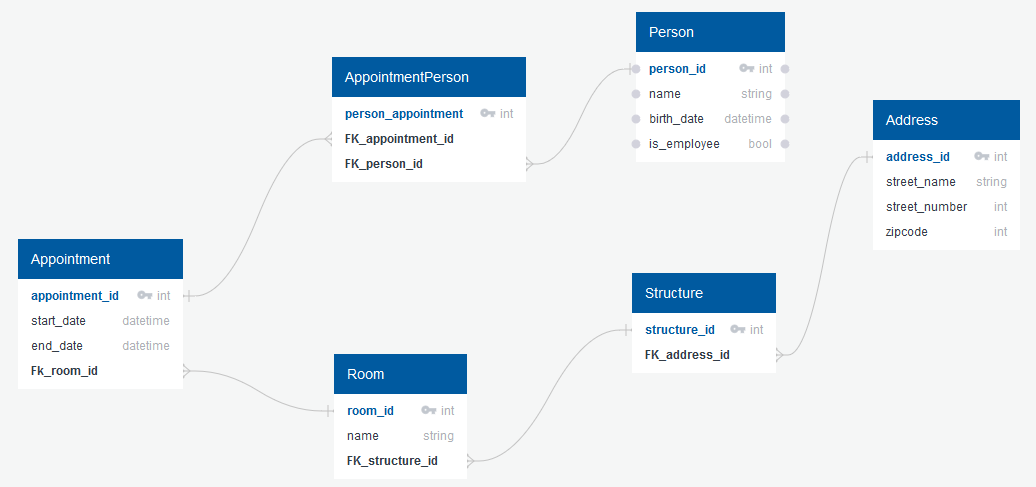 Person
person_id int
name string
birth_date datetime
is_employee bool
AppointmentPerson
person_appointment int
FK_appointment_id
FK_person_id
Address
address_id int
street_name string
street_number int
zipcode int
Appointment
appointment_id int
start_date datetime
end_date datetime
Fk_room_id
Structure
structure_id int
FK_address_id
Room
room_id int
name string
FK_structure_id